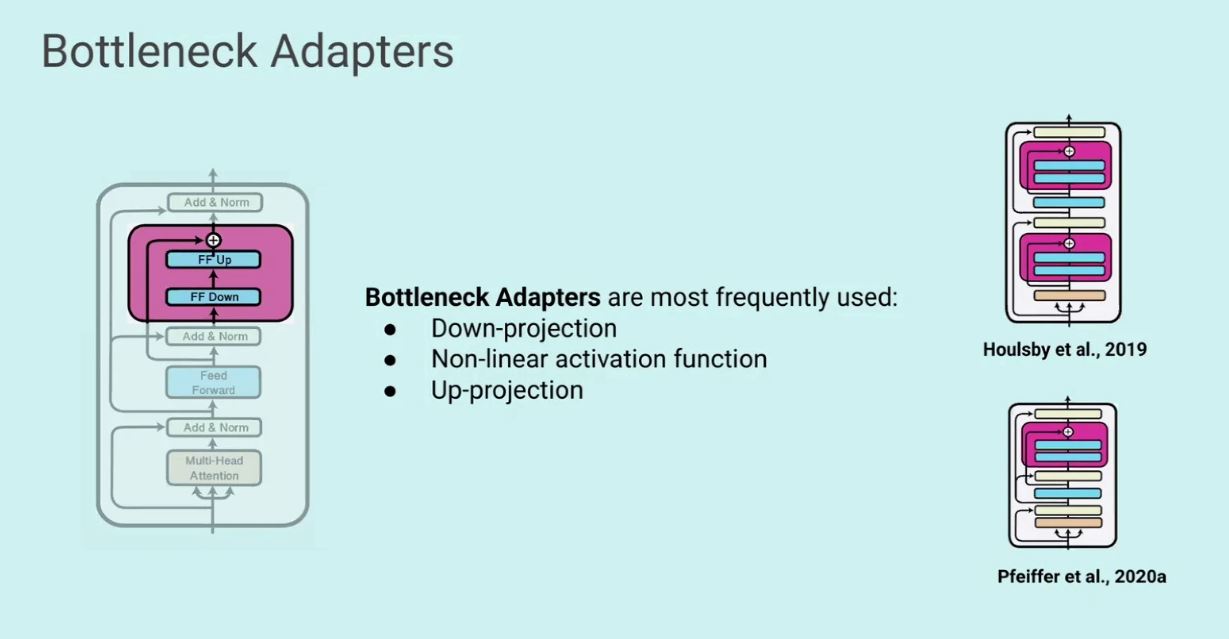 Bottleneck Adapters
Add & Norm
FF Up
FF Down
Add & Norm
Feed
Forward
Add & Norm
Multi-Head
Attention
Bottleneck Adapters are most frequently used:
● Down-projection
● Non-linear activation function
● Up-projection
Houlsby et al., 2019
Pfeiffer et al., 2020a